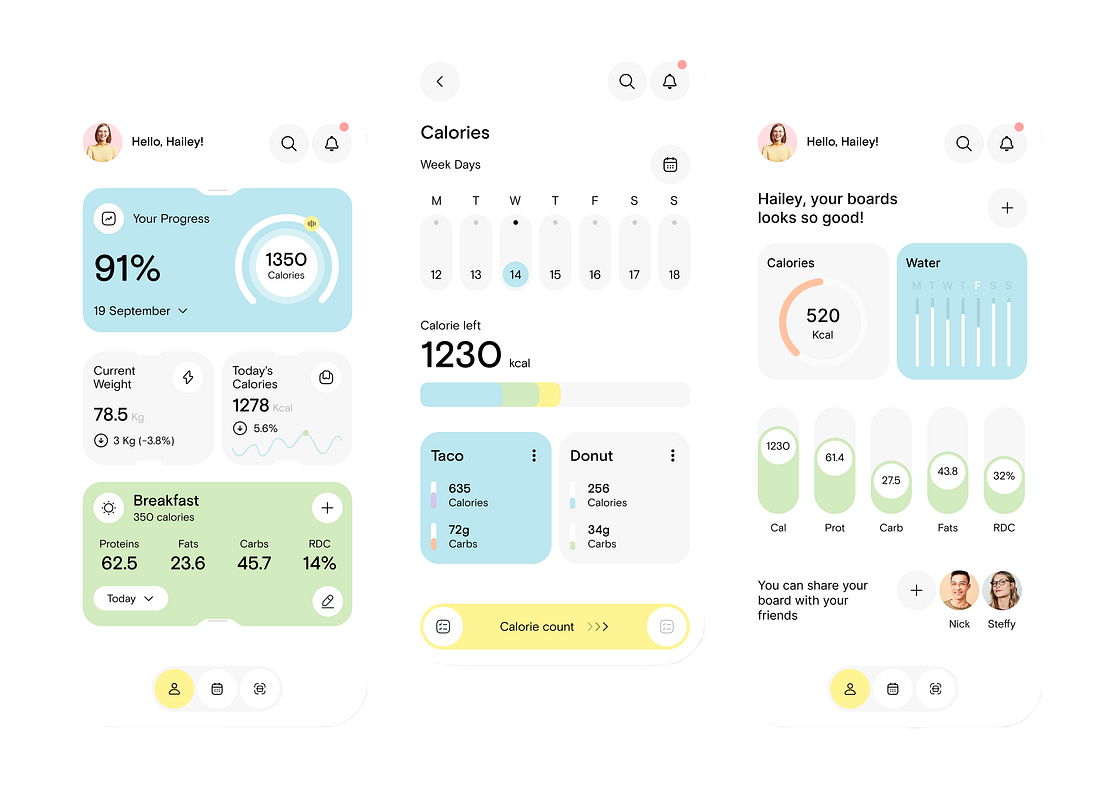 Hello, Hailey!
Your Progress
91%
19 September
1350
Calories
Current
Weight
78.5 Kg
3 Kg (-3.8%)
Today's
Calories
1278 Kcal
5.6%
Breakfast
350 calories
Proteins Fats Carbs RDC
62.5 23.6 45.7 14%
Today
Calories
Week Days
M T W T F S S
12 13 14 15 16 17 18
Calorie left
1230 kcal
Taco
635
Calories
72g
Carbs
Donut
256
Calories
34g
Carbs
Calorie count
Hello, Hailey!
Hailey, your boards
looks so good!
Calories
520
Kcal
Water
M T W T F S S
1230 61.4 27.5 43.8 32%
Cal Prot Carb Fats RDC
You can share your
board with your
friends
Nick Steffy